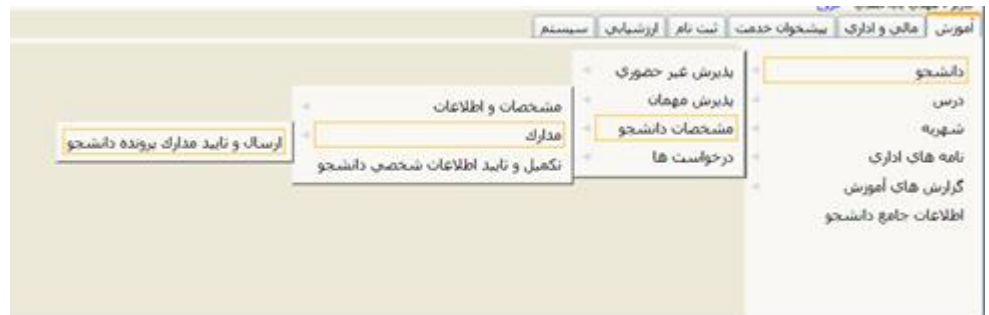 آموزش مالی و اداری پیشخوان خدمت ثبت نام ارزشیابی سیستم
دانشجو
درس
شهریه
نامه های اداری
گزارش های آموزش
اطلاعات جامع دانشجو
پذیرش غیر حضوری
پذیرش مهمان
مشخصات دانشجو
درخواست ها
مشخصات و اطلاعات
مدارك
تکمیل و تایید اطلاعات شخصی دانشجو
ارسال و تایید مدارك پرونده دانشجو